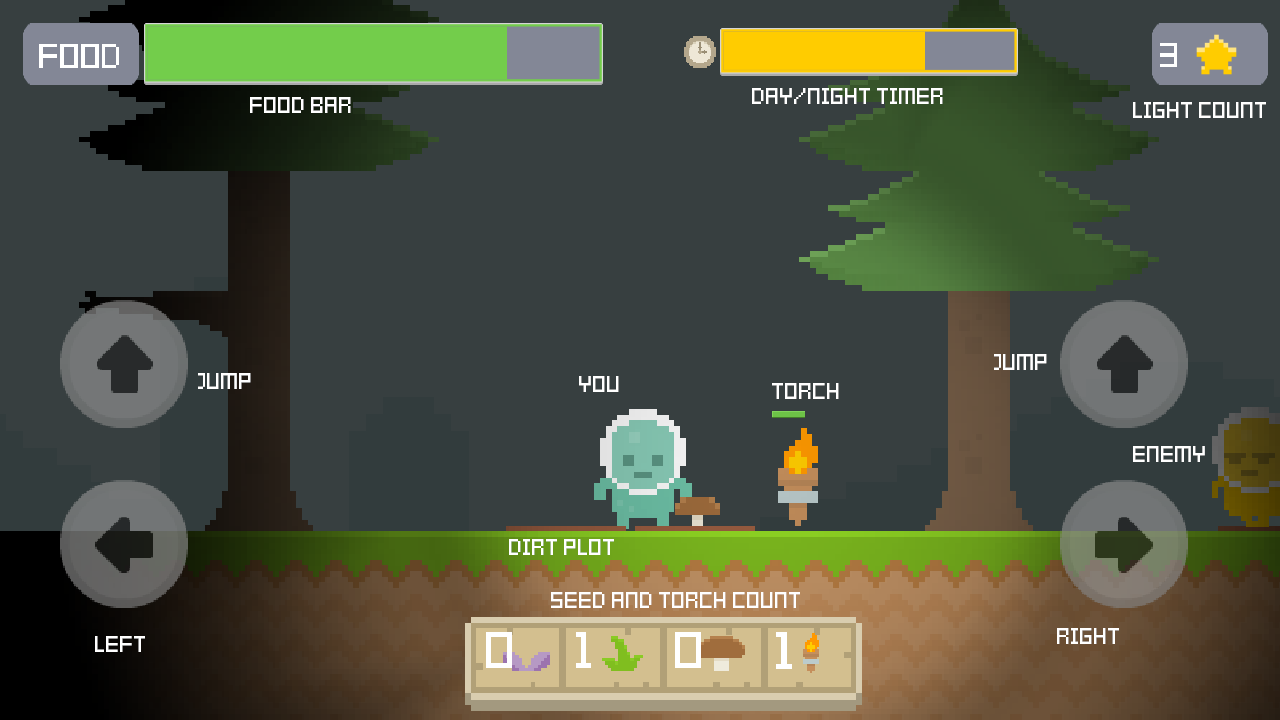 FOOD
3
FOOD BAR
DAY/NIGHT TIMER
LIGHT COUNT
JUMP
YOU
TORCH
JUMP
ENEMY
DIRT PLOT
SEED AND TORCH COUNT
LEFT
RIGHT
0 1 0 1